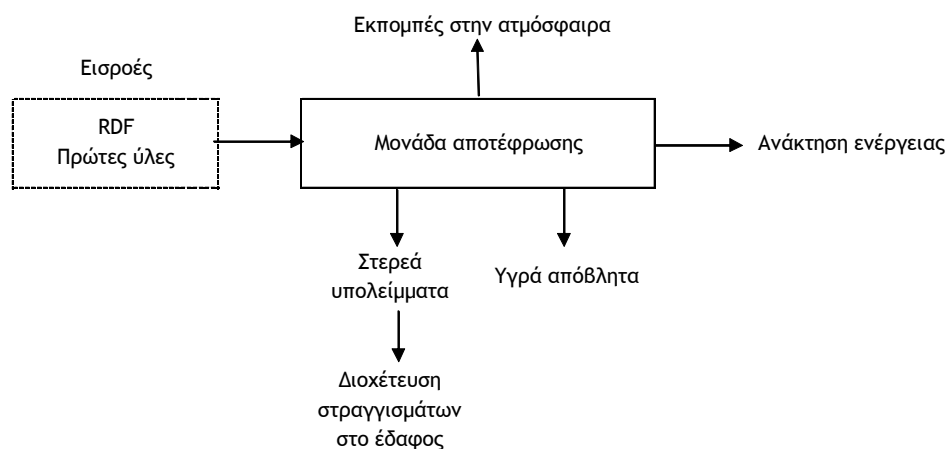 Εκπομπές στην ατμόσφαιρα
Εισροές
RDF
Πρώτες ύλες
Μονάδα αποτέφρωσης
Ανάκτηση ενέργειας
Στερεά
υπολείμματα
Υγρά απόβλητα
Διοχέτευση
στραγγισμάτων
στο έδαφος